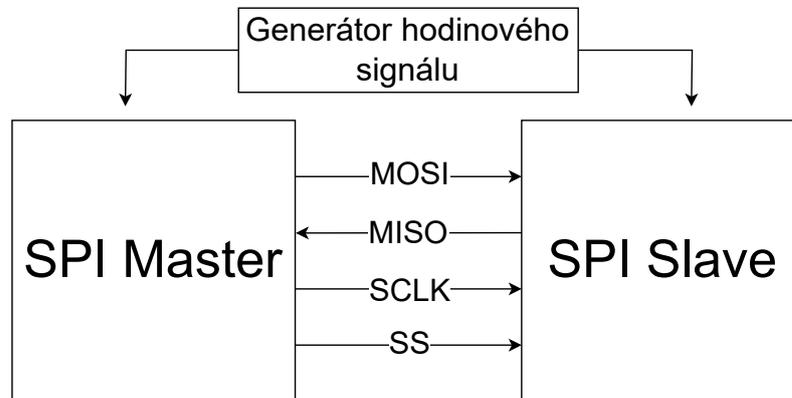 Generátor hodinového
signálu
MOSI
MISO
SPI Master
SPI Slave
SCLK
SS